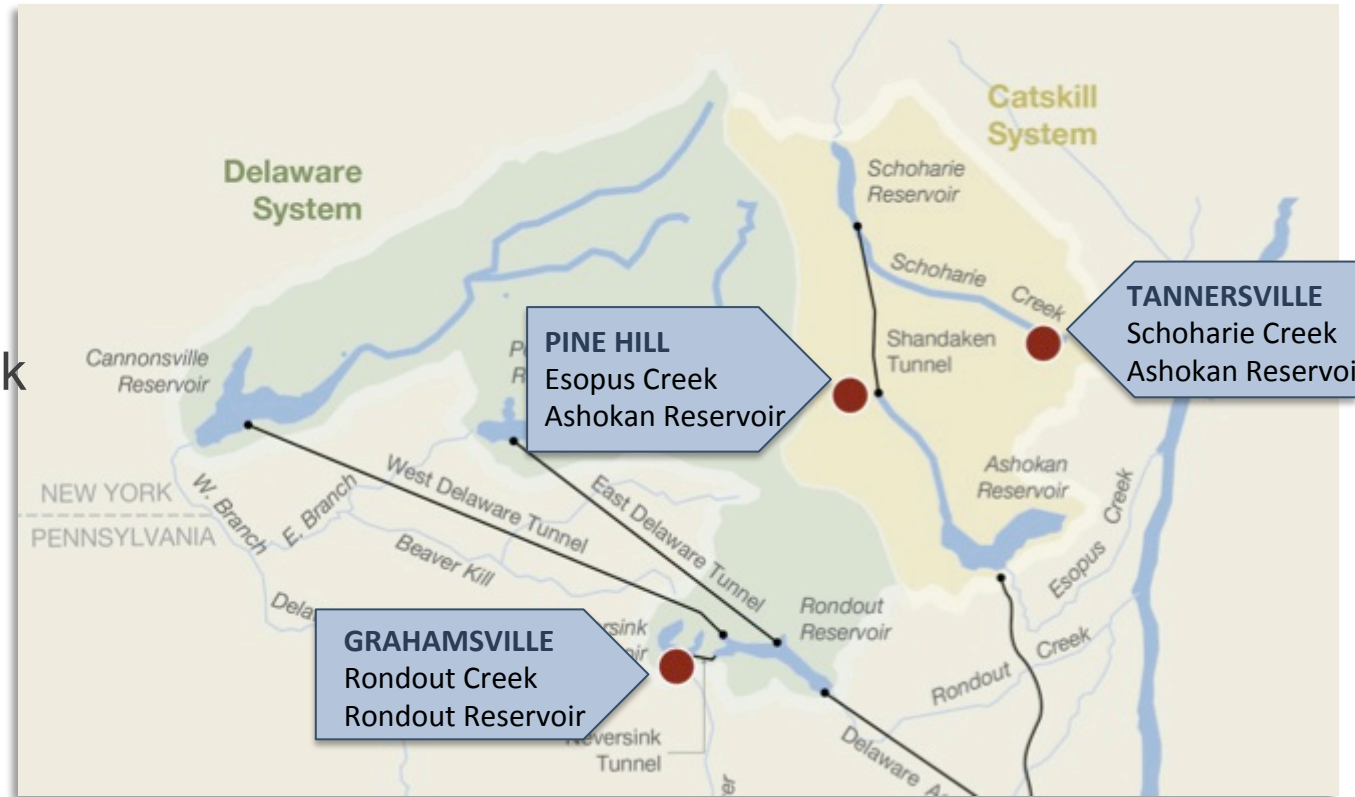 Catskill
System
Delaware
System
Schoharie
Reservoir
Schoharie
Creek
TANNERSVILLE
Schoharie Creek
Ashokan
PINE HILL
Esopus Creek
Ashokan Reservoir
Shandaken
Tunnel
Cannonsville
Reservoir
Ashokan
Reservoir
West Delaware Tunnel
East Delaware Tunnel
NEW YORK
PENNSYLVANIA
W. Branch
E. Branch
Beaver Kill
Esopus
Creek
Rondout
Reservoir
GRAHAMSVILLE
Rondout Creek
Rondout Reservoir
Rondout
Creek
Neversink
Tunnel
Delaware